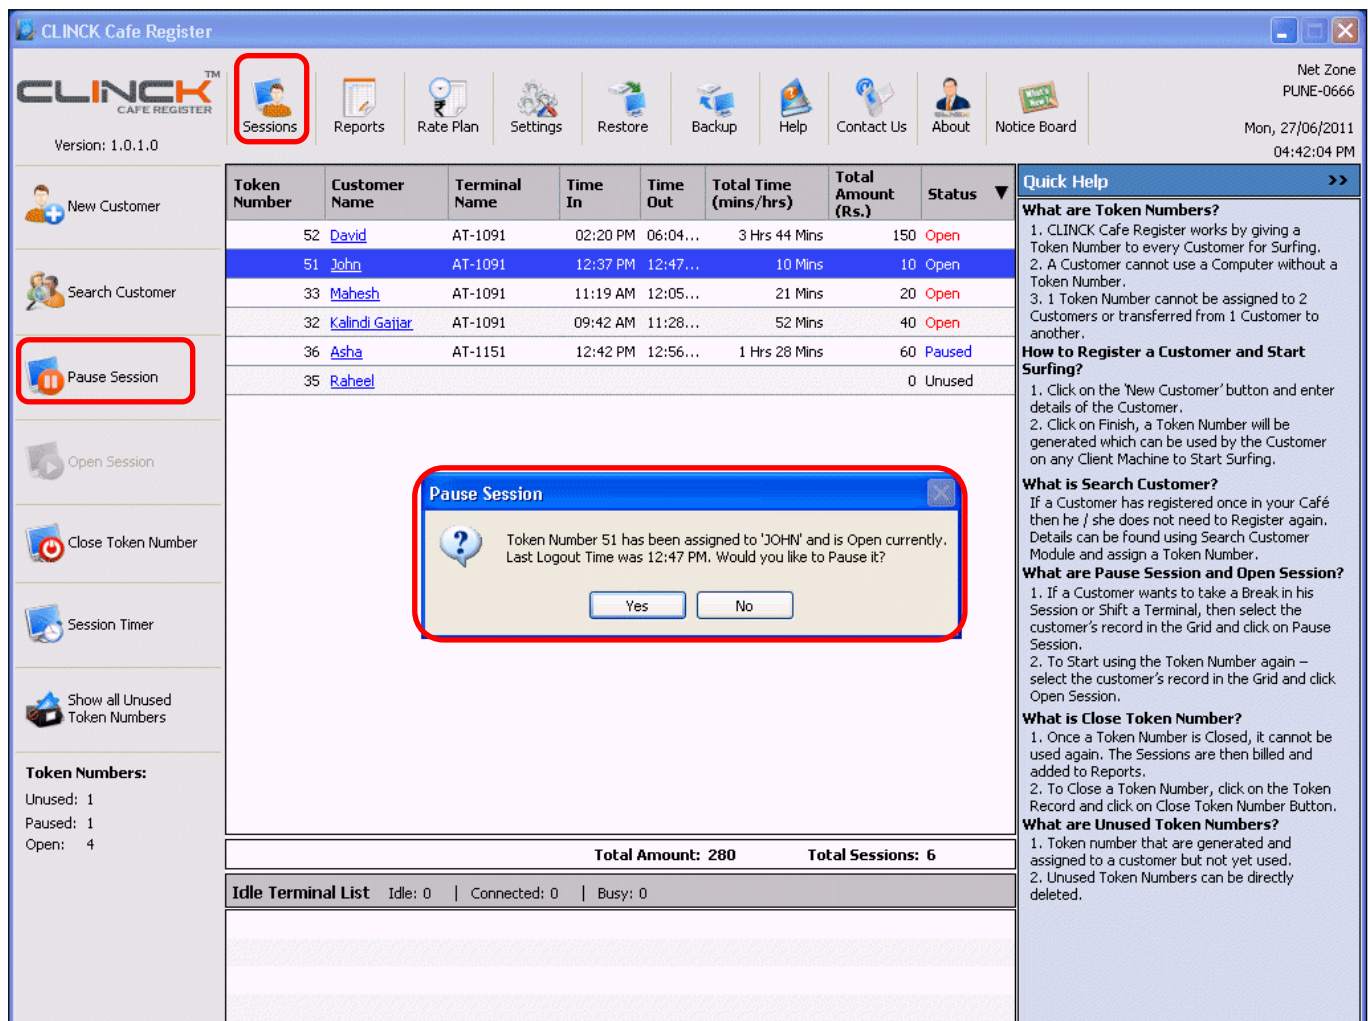 CLINCK Cafe Register
CLINCK TM
CAFE REGISTER
Version: 1.0.1.0
Sessions
Reports
Rate Plan
Settings
Restore
Backup
Help
Contact Us
About
Notice Board
Net Zone
PUNE-0666
Mon, 27/06/2011
04:42:04 PM
New Customer
Search Customer
Pause Session
Open Session
Close Token Number
Session Timer
Show all Unused
Token Numbers
Token Numbers:
Unused: 1
Paused: 1
Open: 4
Token Number Customer Name Terminal Name Time In Time Out Total Time (mins/hrs) Total Amount (Rs.) Status
52 David AT-1091 02:20 PM 06:04... 3 Hrs 44 Mins 150 Open
51 John AT-1091 12:37 PM 12:47... 10 Mins 10 Open
33 Mahesh AT-1091 11:19 AM 12:05... 21 Mins 20 Open
32 Kalindi Gajjar AT-1091 09:42 AM 11:28... 52 Mins 40 Open
36 Asha AT-1151 12:42 PM 12:56... 1 Hrs 28 Mins 60 Paused
35 Raheel 0 Unused
Pause Session
Token Number 51 has been assigned to 'JOHN' and is Open currently.
Last Logout Time was 12:47 PM. Would you like to Pause it?
Yes No
Total Amount: 280 Total Sessions: 6
Idle Terminal List Idle: 0 | Connected: 0 | Busy: 0
Quick Help >>
What are Token Numbers?
1. CLINCK Cafe Register works by giving a
Token Number to every Customer for Surfing.
2. A Customer cannot use a Computer without a
Token Number.
3. 1 Token Number cannot be assigned to 2
Customers or transferred from 1 Customer to
another.
How to Register a Customer and Start
Surfing?
1. Click on the 'New Customer' button and enter
details of the Customer.
2. Click on Finish, a Token Number will be
generated which can be used by the Customer
on any Client Machine to Start Surfing.
What is Search Customer?
If a Customer has registered once in your Café
then he / she does not need to Register again.
Details can be found using Search Customer
Module and assign a Token Number.
What are Pause Session and Open Session?
1. If a Customer wants to take a Break in his
Session or Shift a Terminal, then select the
customer's record in the Grid and click on Pause
Session.
2. To Start using the Token Number again –
select the customer's record in the Grid and click
Open Session.
What is Close Token Number?
1. Once a Token Number is Closed, it cannot be
used again. The Sessions are then billed and
added to Reports.
2. To Close a Token Number, click on the Token
Record and click on Close Token Number Button.
What are Unused Token Numbers?
1. Token number that are generated and
assigned to a customer but not yet used.
2. Unused Token Numbers can be directly
deleted.